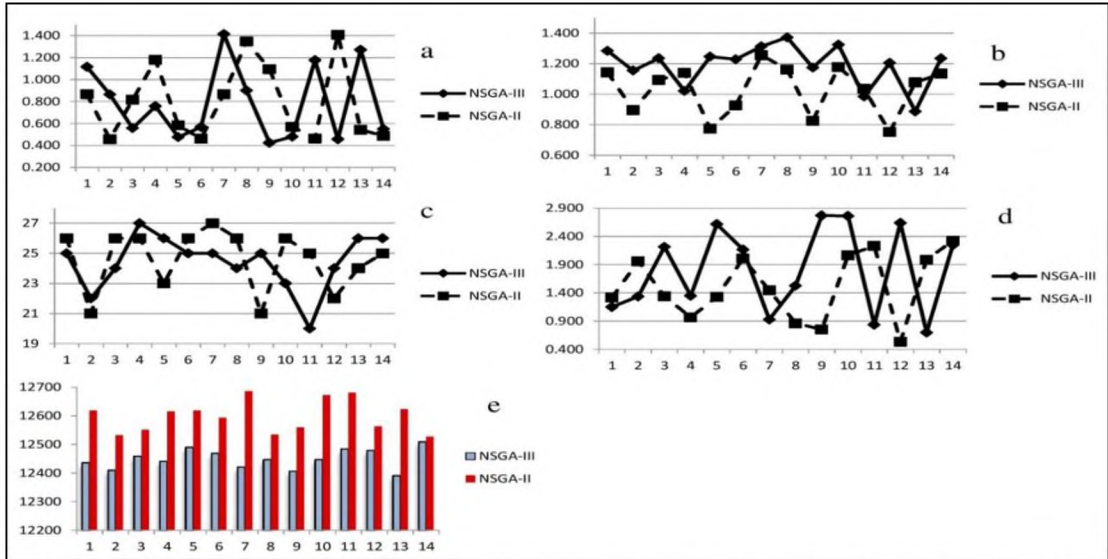 1.400
1.200
1.000
0.800
0.600
0.400
0.200
1 2 3 4 5 6 7 8 9 10 11 12 13 14
a
NSGA-III
NSGA-II
1.400
1.200
1.000
0.800
0.600
1 2 3 4 5 6 7 8 9 10 11 12 13 14
b
NSGA-III
NSGA-II
27
25
23
21
19
1 2 3 4 5 6 7 8 9 10 11 12 13 14
c
NSGA-III
NSGA-II
2.900
2.400
1.900
1.400
0.900
0.400
1 2 3 4 5 6 7 8 9 10 11 12 13 14
d
NSGA-III
NSGA-II
12700
12600
12500
12400
12300
12200
1 2 3 4 5 6 7 8 9 10 11 12 13 14
e
NSGA-III
NSGA-II